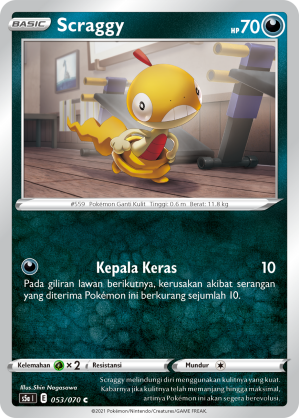 BASIC Scraggy HP 70
#559 Pokémon Ganti Kulit Tinggi: 0.6 m Berat: 11.8 kg
Kepala Keras 10
Pada giliran lawan berikutnya, kerusakan akibat serangan
yang diterima Pokémon ini berkurang sejumlah 10.
Kelemahan ×2 Resistansi Mundur
Illus. Shin Nagasawa
s5a I E 053/070 C
Scraggy melindungi diri menggunakan kulitnya yang kuat.
Kabarnya jika kulitnya telah memanjang hingga maksimal,
artinya Pokémon ini akan segera berevolusi.
©2021 Pokémon/Nintendo/Creatures/GAME FREAK.